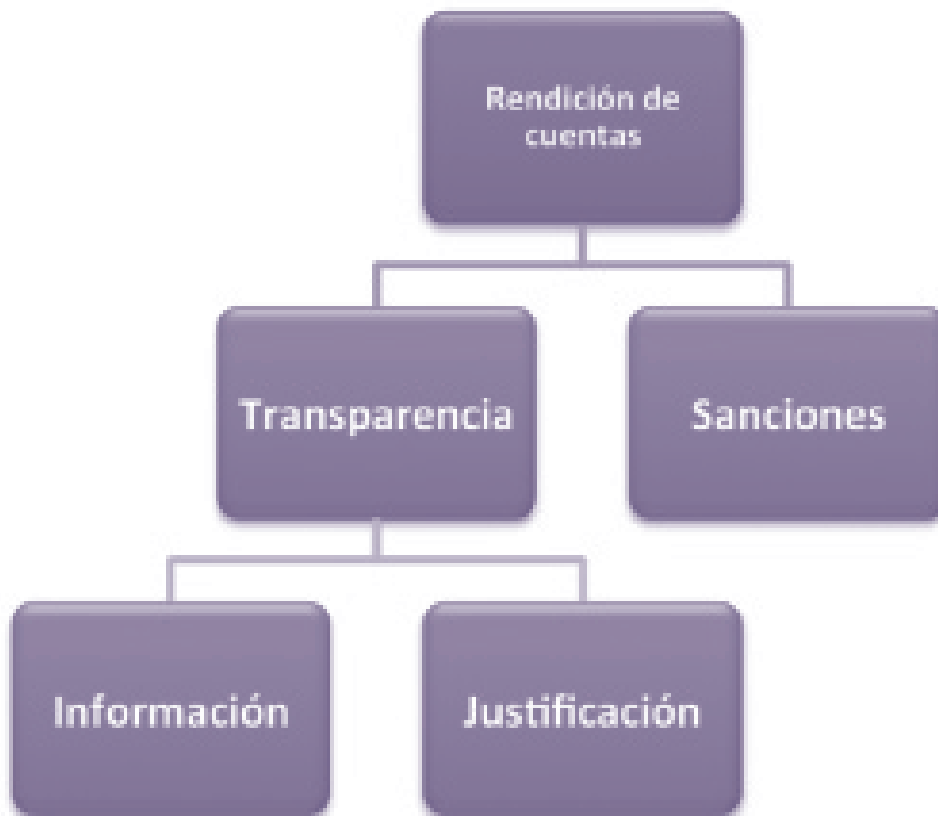 Rendición de
cuentas
Transparencia
Sanciones
Información
Justificación